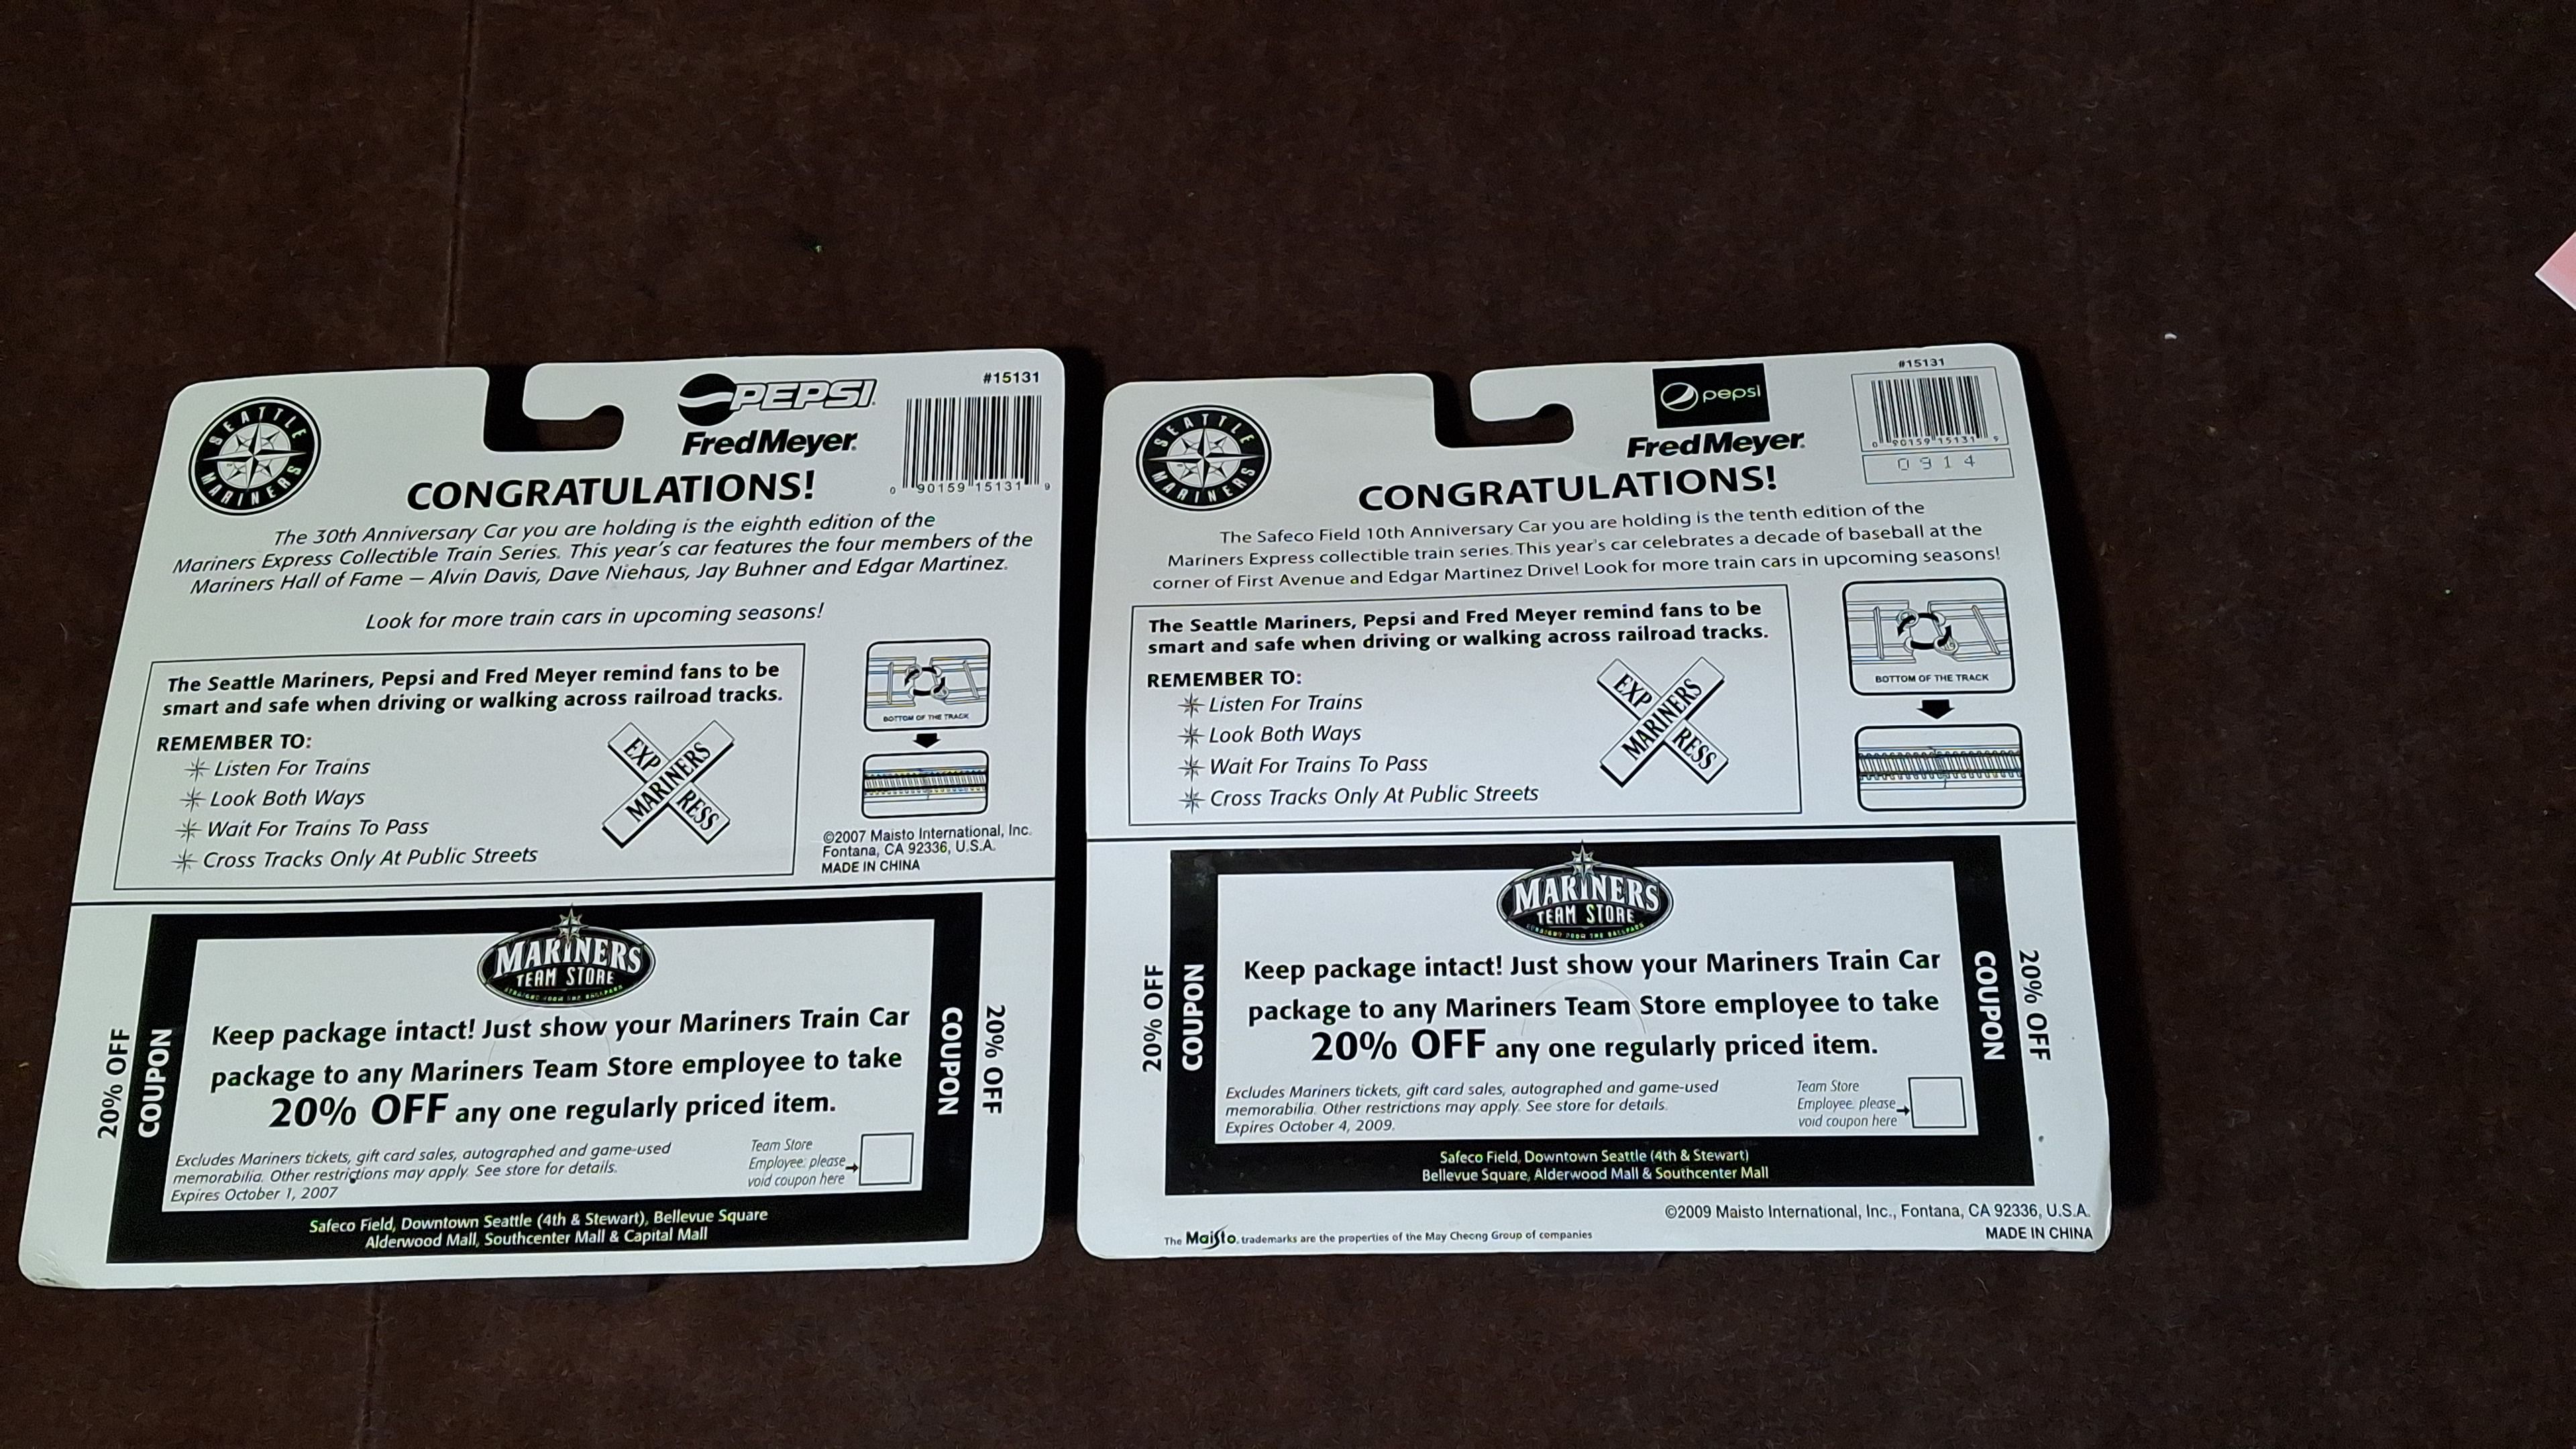 SEATTLE
MARINERS
PEPSI
FredMeyer.
#15131
0 90159 15131 9
CONGRATULATIONS!
The 30th Anniversary Car you are holding is the eighth edition of the
Mariners Express Collectible Train Series. This year's car features the four members of the
Mariners Hall of Fame — Alvin Davis, Dave Niehaus, Jay Buhner and Edgar Martinez.
Look for more train cars in upcoming seasons!
The Seattle Mariners, Pepsi and Fred Meyer remind fans to be
smart and safe when driving or walking across railroad tracks.
REMEMBER TO:
Listen For Trains
Look Both Ways
Wait For Trains To Pass
Cross Tracks Only At Public Streets
EXP
RESS
MARINERS
BOTTOM OF THE TRACK
©2007 Maisto International, Inc.
Fontana, CA 92336, U.S.A.
MADE IN CHINA
20% OFF
COUPON
MARINERS
TEAM STORE
STRAIGHT FROM THE BALLPARK
Keep package intact! Just show your Mariners Train Car
package to any Mariners Team Store employee to take
20% OFF any one regularly priced item.
Excludes Mariners tickets, gift card sales, autographed and game-used
memorabilia. Other restrictions may apply. See store for details.
Expires October 1, 2007
Team Store
Employee: please
void coupon here
COUPON
20% OFF
Safeco Field, Downtown Seattle (4th & Stewart), Bellevue Square
Alderwood Mall, Southcenter Mall & Capital Mall
SEATTLE
MARINERS
pepsi
FredMeyer.
#15131
0 90159 15131 9
0914
CONGRATULATIONS!
The Safeco Field 10th Anniversary Car you are holding is the tenth edition of the
Mariners Express collectible train series. This year's car celebrates a decade of baseball at the
corner of First Avenue and Edgar Martinez Drive! Look for more train cars in upcoming seasons!
The Seattle Mariners, Pepsi and Fred Meyer remind fans to be
smart and safe when driving or walking across railroad tracks.
REMEMBER TO:
Listen For Trains
Look Both Ways
Wait For Trains To Pass
Cross Tracks Only At Public Streets
EXP
RESS
MARINERS
BOTTOM OF THE TRACK
20% OFF
COUPON
MARINERS
TEAM STORE
STRAIGHT FROM THE BALLPARK
Keep package intact! Just show your Mariners Train Car
package to any Mariners Team Store employee to take
20% OFF any one regularly priced item.
Excludes Mariners tickets, gift card sales, autographed and game-used
memorabilia. Other restrictions may apply. See store for details.
Expires October 4, 2009.
Team Store
Employee: please
void coupon here
COUPON
20% OFF
Safeco Field, Downtown Seattle (4th & Stewart)
Bellevue Square, Alderwood Mall & Southcenter Mall
©2009 Maisto International, Inc., Fontana, CA 92336, U.S.A.
The Maisto. trademarks are the properties of the May Cheong Group of companies
MADE IN CHINA